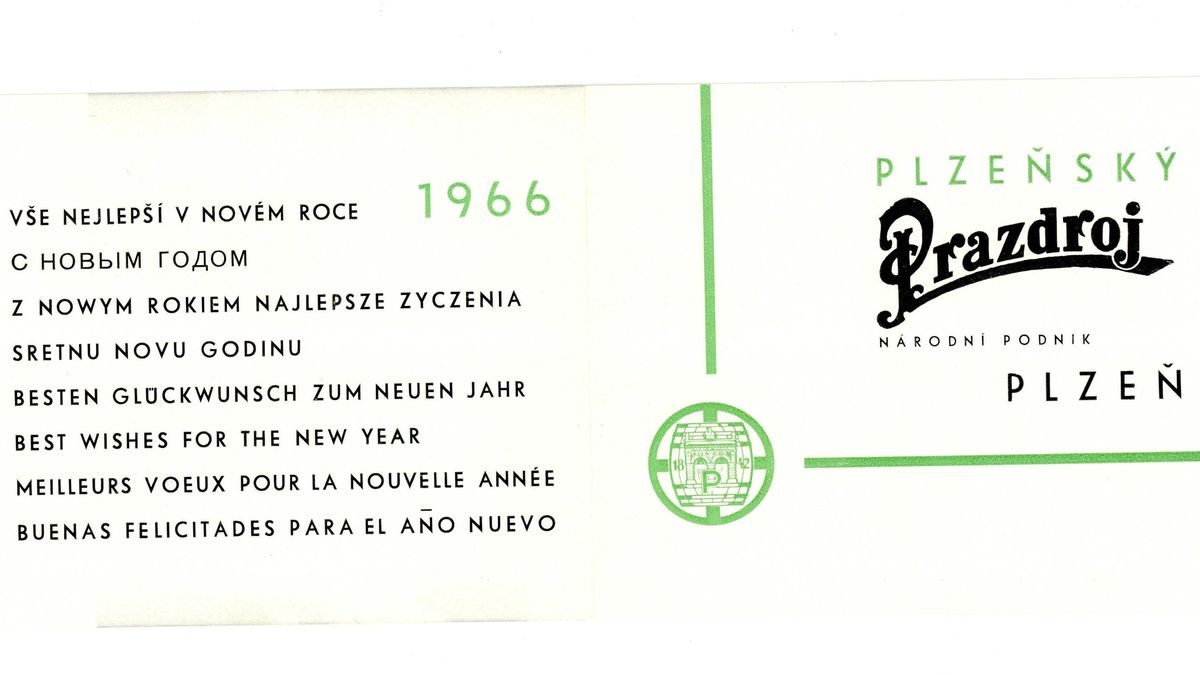 VŠE NEJLEPŠÍ V NOVÉM ROCE 1966
С НОВЫМ ГОДОМ
Z NOWYM ROKIEM NAJLEPSZE ZYCZENIA
SRETNU NOVU GODINU
BESTEN GLÜCKWUNSCH ZUM NEUEN JAHR
BEST WISHES FOR THE NEW YEAR
MEILLEURS VOEUX POUR LA NOUVELLE ANNÉE
BUENAS FELICITADES PARA EL AÑO NUEVO
PLZEŇSKÝ
Prazdroj
NÁRODNÍ PODNIK
PLZEŇ
18 42
P